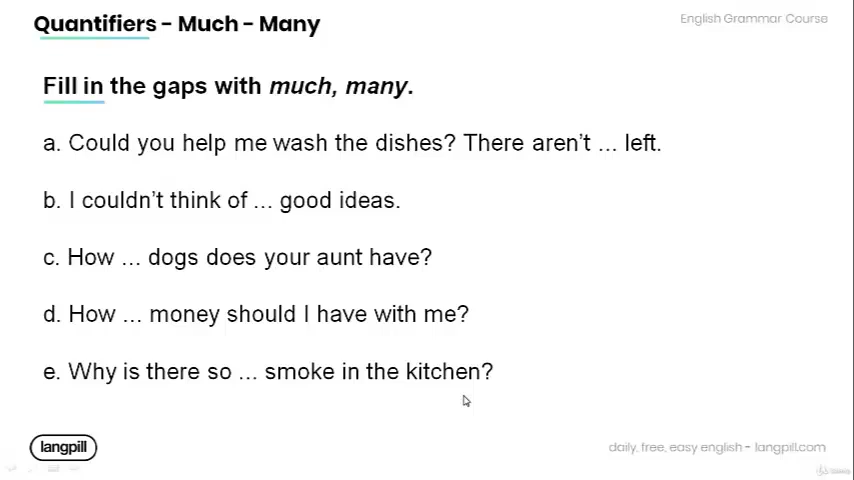 Quantifiers - Much - Many
English Grammar Course
Fill in the gaps with much, many.
a. Could you help me wash the dishes? There aren't ... left.
b. I couldn't think of ... good ideas.
c. How ... dogs does your aunt have?
d. How ... money should I have with me?
e. Why is there so ... smoke in the kitchen?
langpill
daily, free, easy english - langpill.com